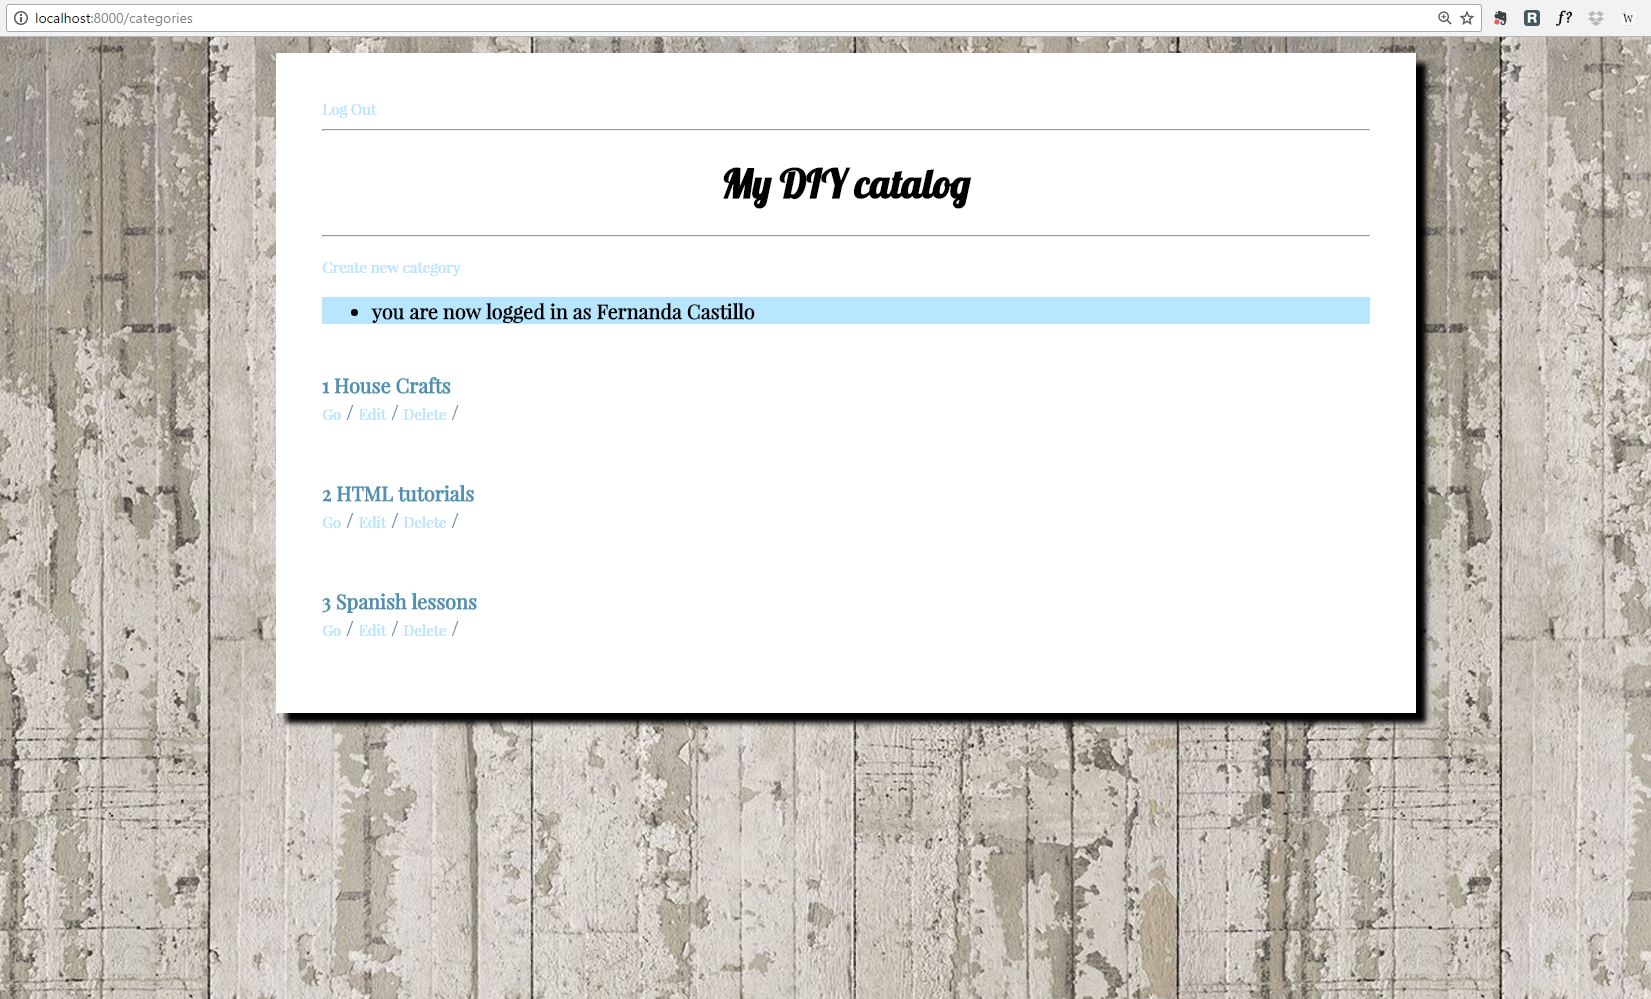 localhost:8000/categories
R f? W
Log Out
My DIY catalog
Create new category
• you are now logged in as Fernanda Castillo
1 House Crafts
Go / Edit / Delete /
2 HTML tutorials
Go / Edit / Delete /
3 Spanish lessons
Go / Edit / Delete /